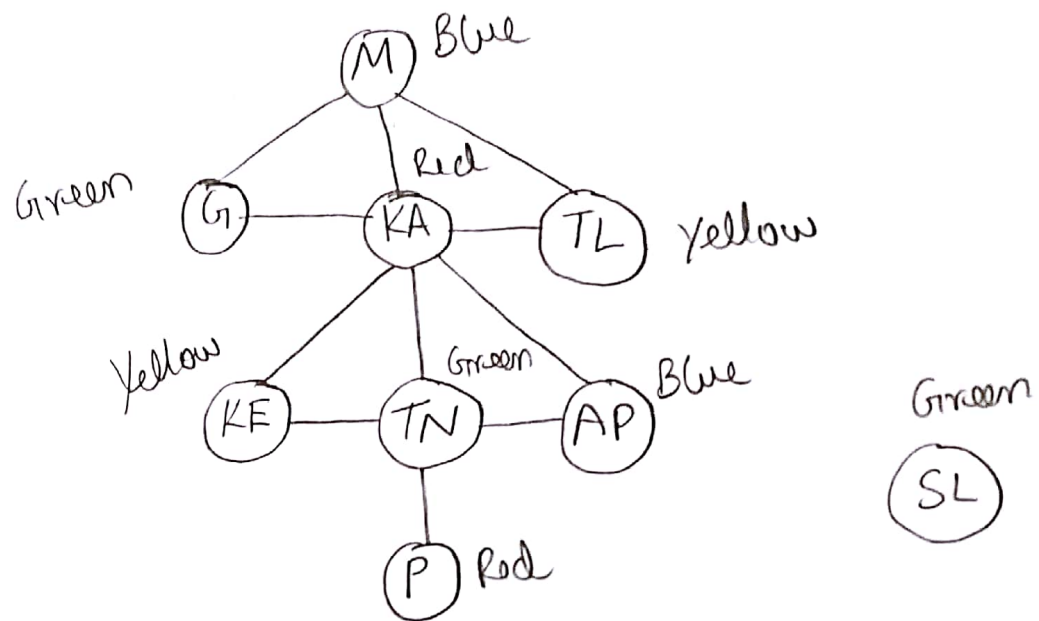 M Blue
Red
Green G KA TL Yellow
Yellow Green Blue
KE TN AP Green
SL
P Red